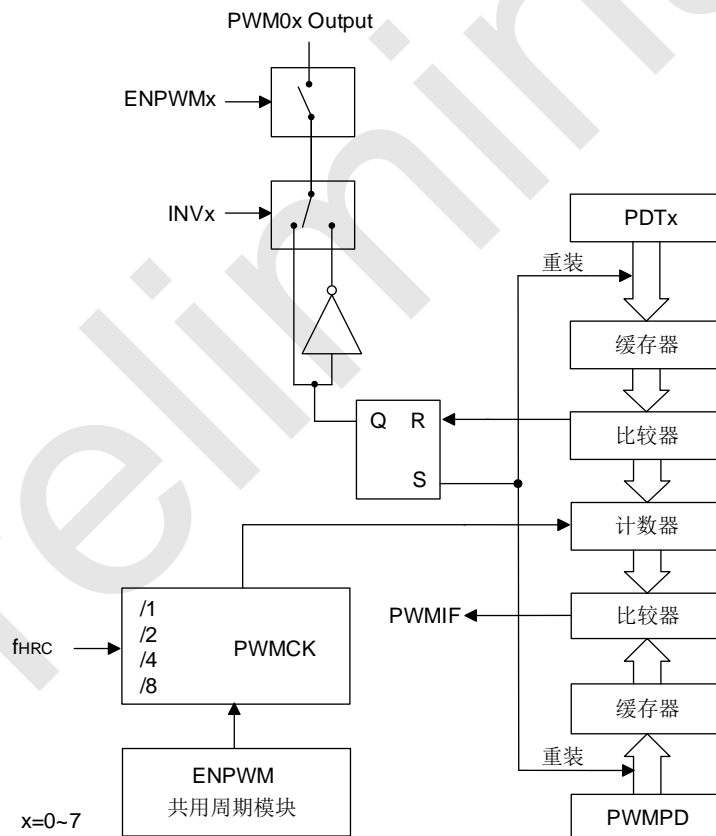 PWM0x Output
ENPWMx
INVx
PDTx
重装
缓存器
Q R
比较器
S
计数器
/1
/2
/4
/8
PWMCK
fHRC
PWMIF
比较器
缓存器
重装
ENPWM
共用周期模块
PWMPD
x=0~7